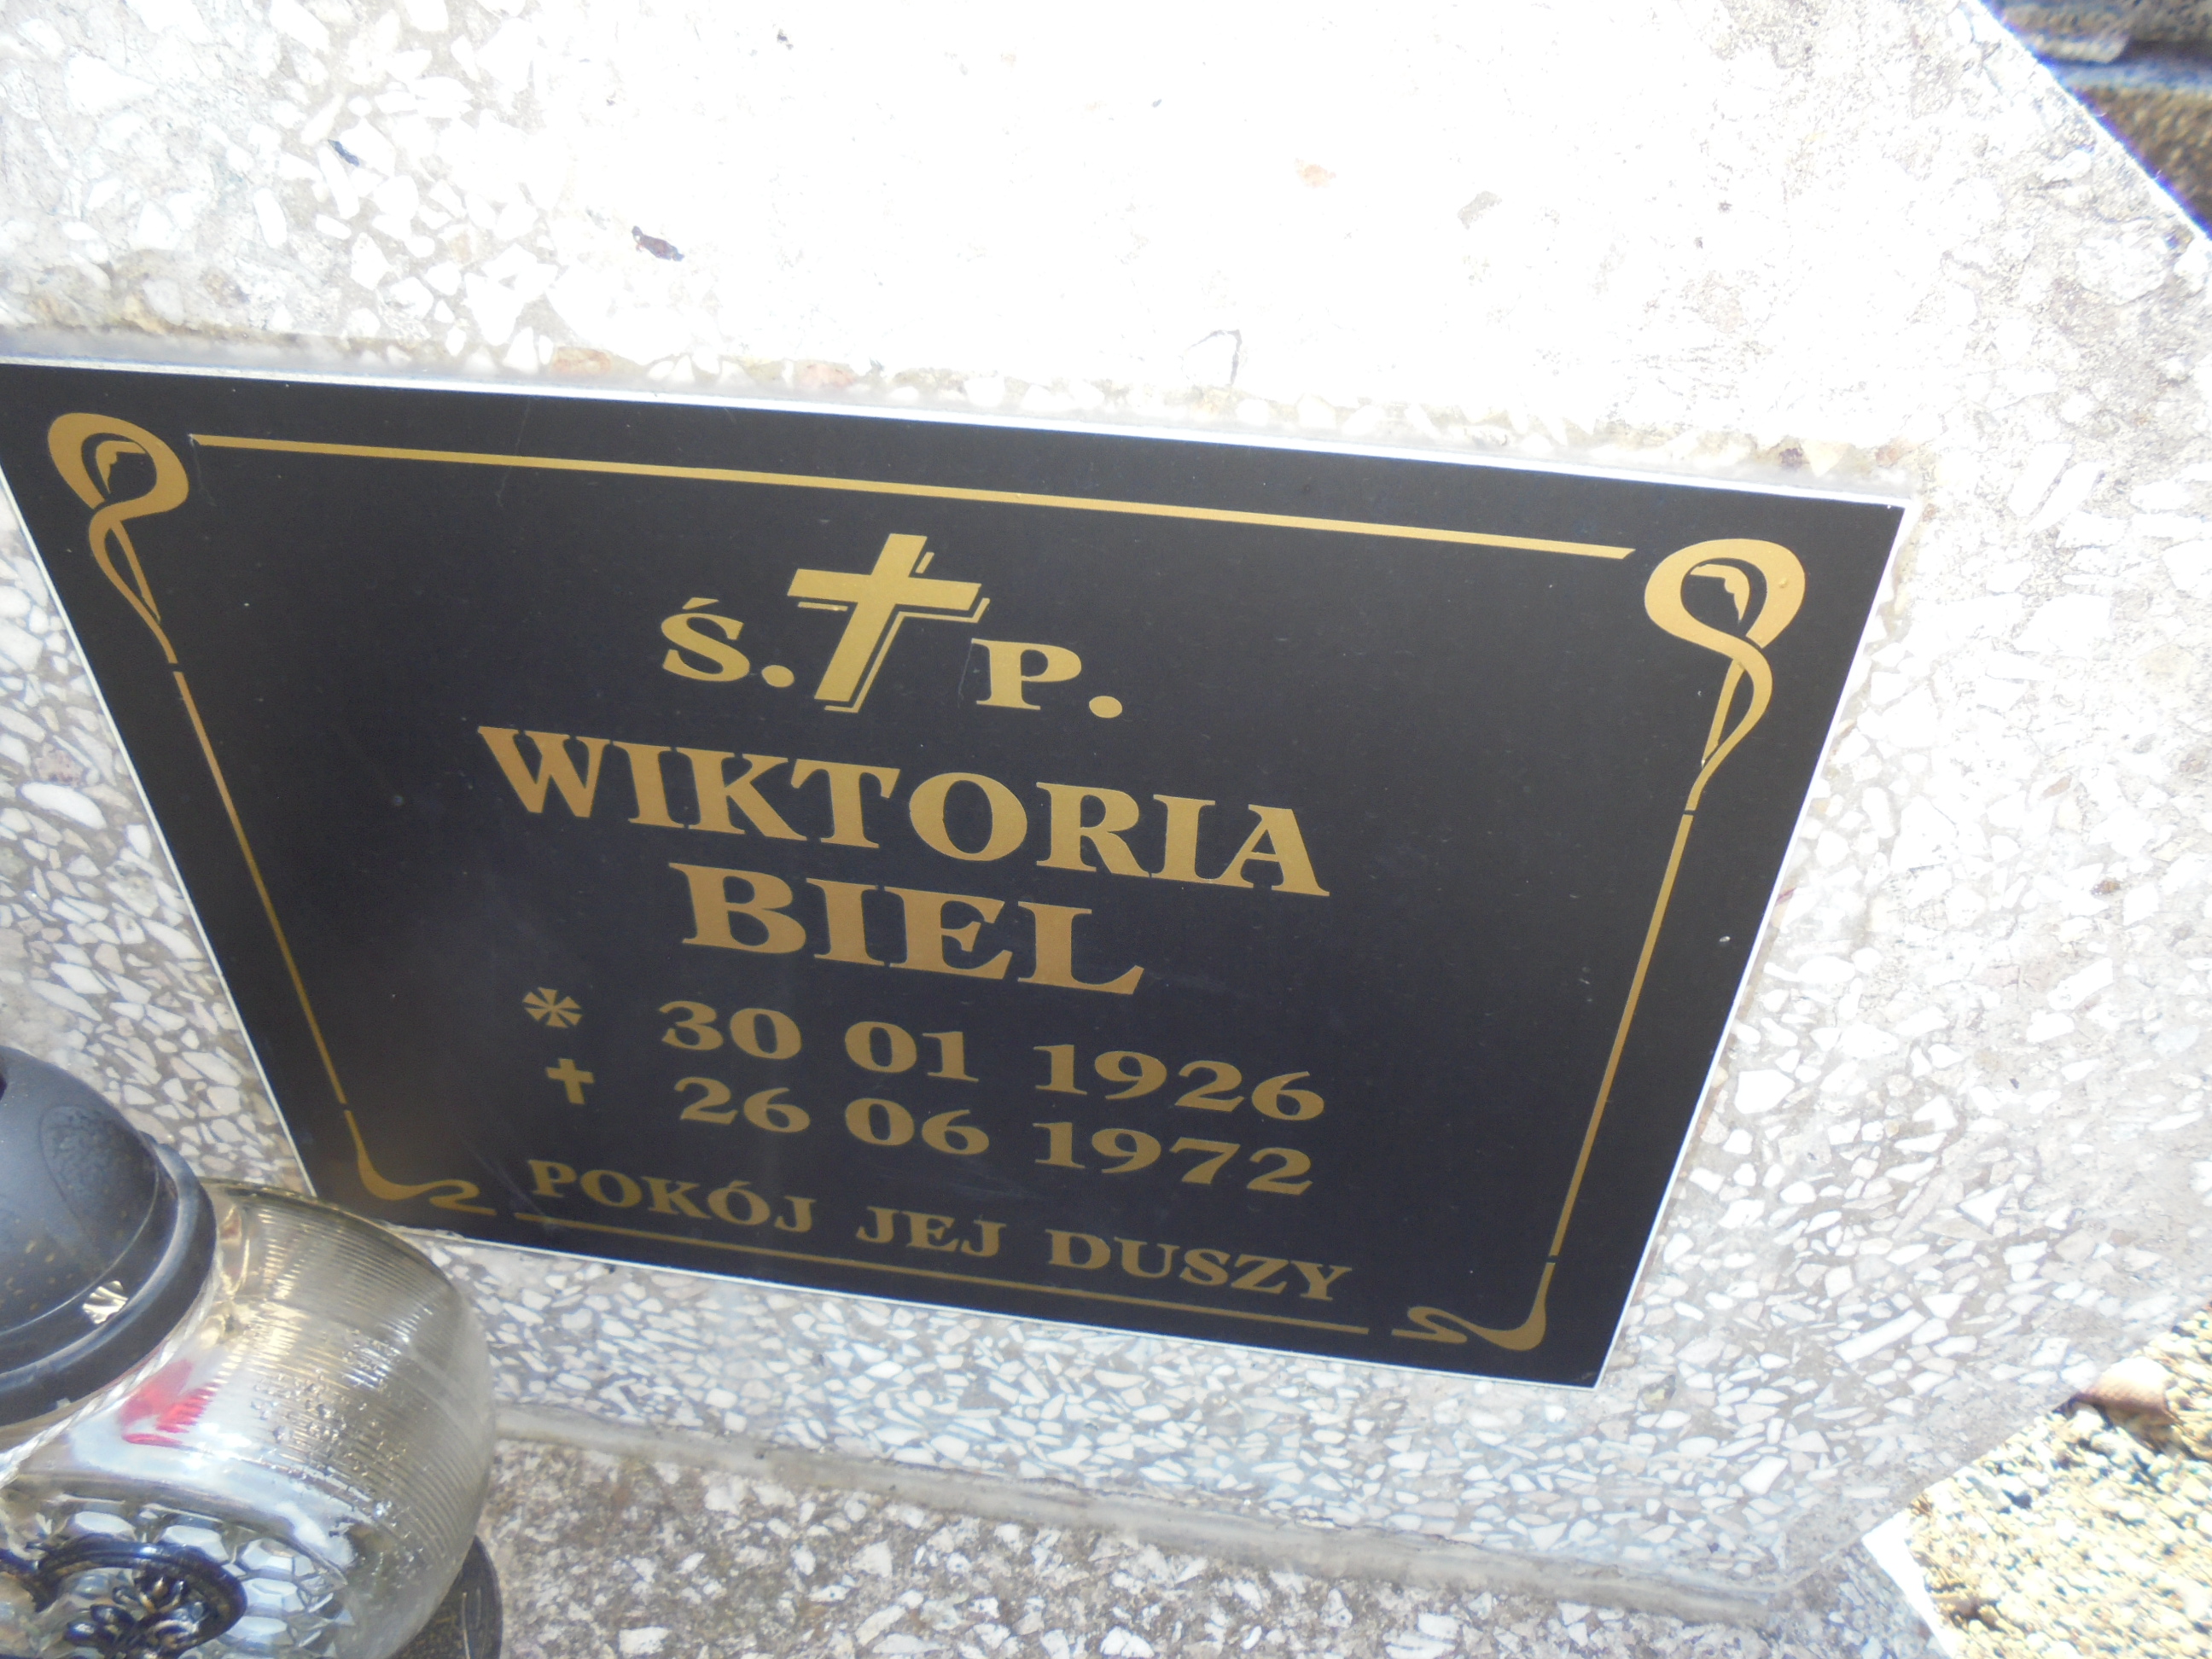 Ś. P.
WIKTORIA
BIEL
* 30 01 1926
✝ 26 06 1972
POKÓJ JEJ DUSZY